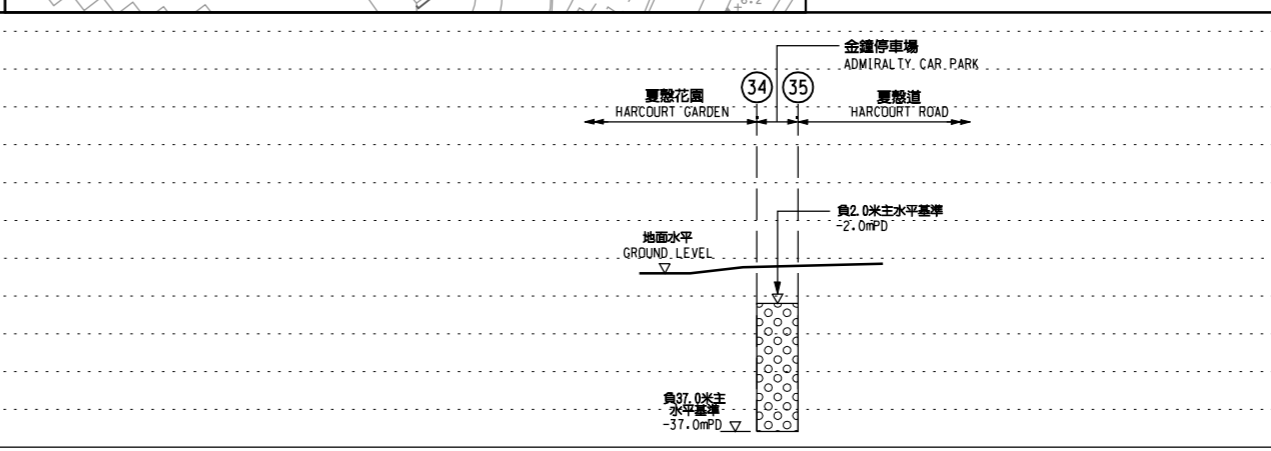 6.2
金鐘停車場
ADMIRALTY CAR PARK
34
35
夏慤花園
HARCOURT GARDEN
夏慤道
HARCOURT ROAD
負2.0米主水平基準
-2.0mPD
地面水平
GROUND LEVEL
負37.0米主
水平基準
-37.0mPD